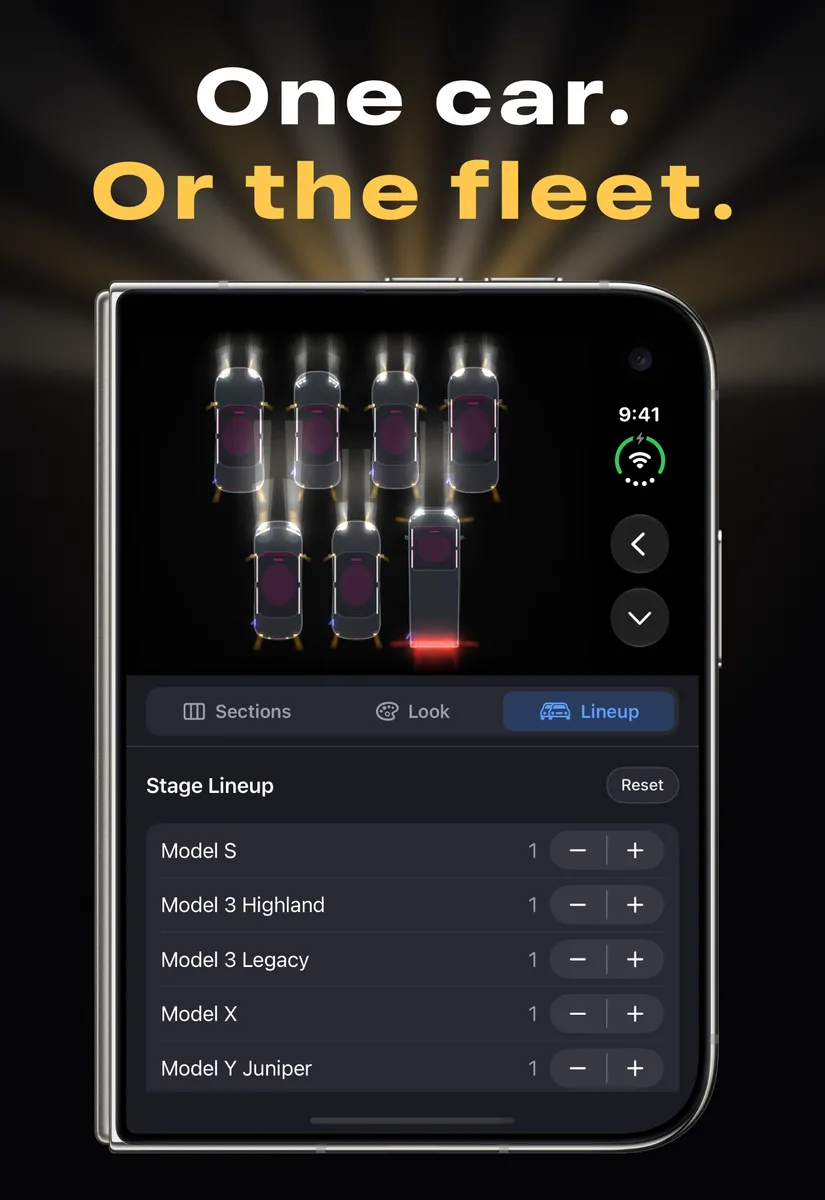 One car.
Or the fleet.
9:41
Sections
Look
Lineup
Stage Lineup
Reset
Model S
1
Model 3 Highland
1
Model 3 Legacy
1
Model X
1
Model Y Juniper
1